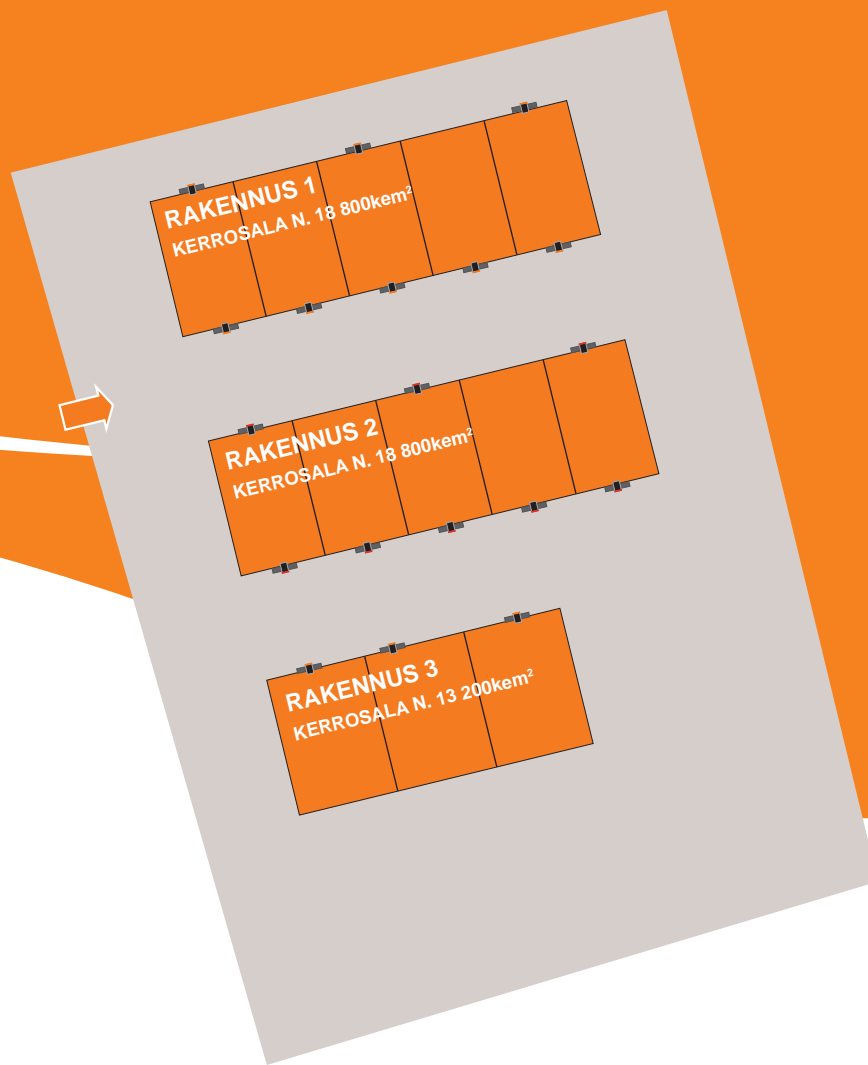 RAKENNUS 1
KERROSALA N. 18 800kem²
RAKENNUS 2
KERROSALA N. 18 800kem²
RAKENNUS 3
KERROSALA N. 13 200kem²